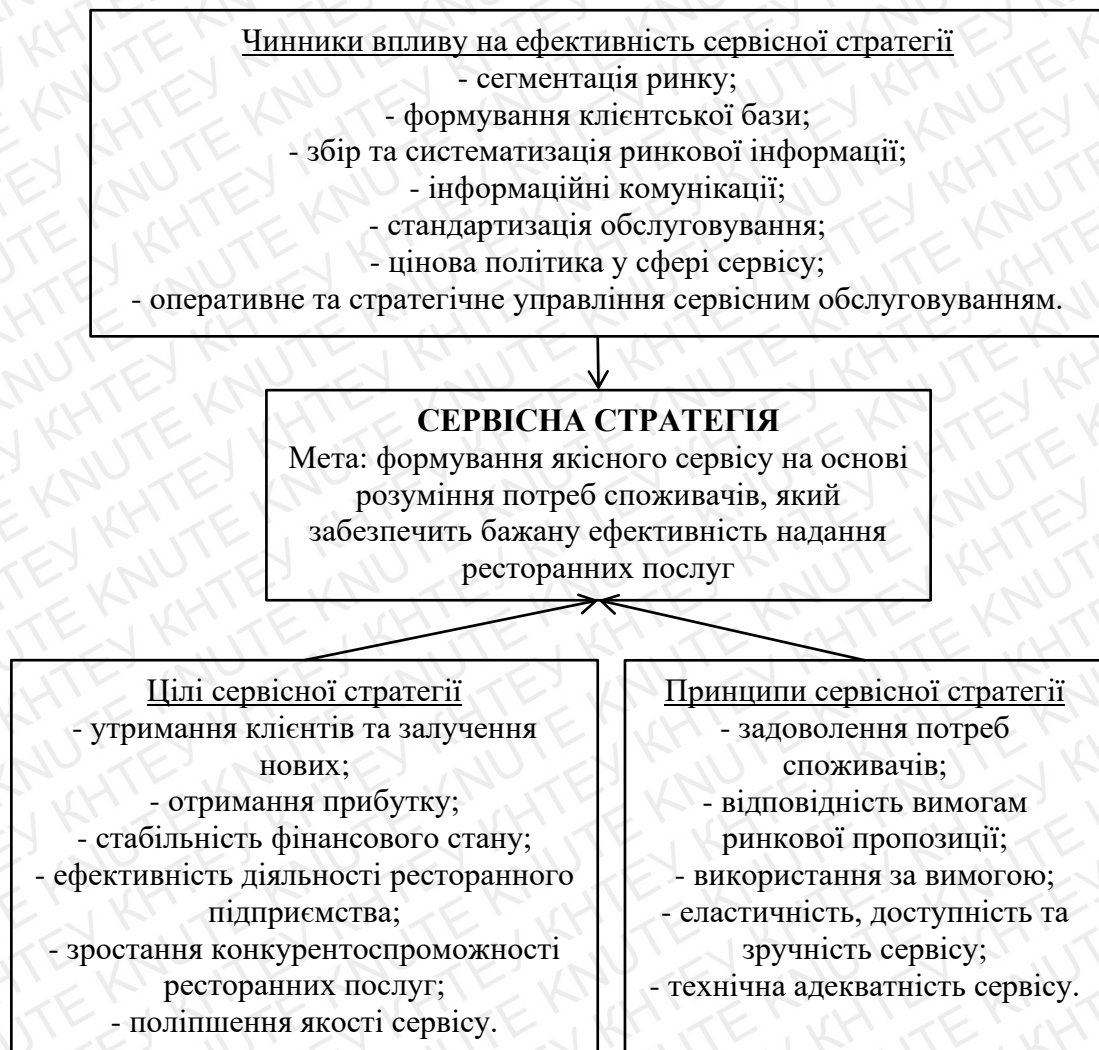 Чинники впливу на ефективність сервісної стратегії
- сегментація ринку;
- формування клієнтської бази;
- збір та систематизація ринкової інформації;
- інформаційні комунікації;
- стандартизація обслуговування;
- цінова політика у сфері сервісу;
- оперативне та стратегічне управління сервісним обслуговуванням.
СЕРВІСНА СТРАТЕГІЯ
Мета: формування якісного сервісу на основі
розуміння потреб споживачів, який
забезпечить бажану ефективність надання
ресторанних послуг
Цілі сервісної стратегії
- утримання клієнтів та залучення
нових;
- отримання прибутку;
- стабільність фінансового стану;
- ефективність діяльності ресторанного
підприємства;
- зростання конкурентоспроможності
ресторанних послуг;
- поліпшення якості сервісу.
Принципи сервісної стратегії
- задоволення потреб
споживачів;
- відповідність вимогам
ринкової пропозиції;
- використання за вимогою;
- еластичність, доступність та
зручність сервісу;
- технічна адекватність сервісу.